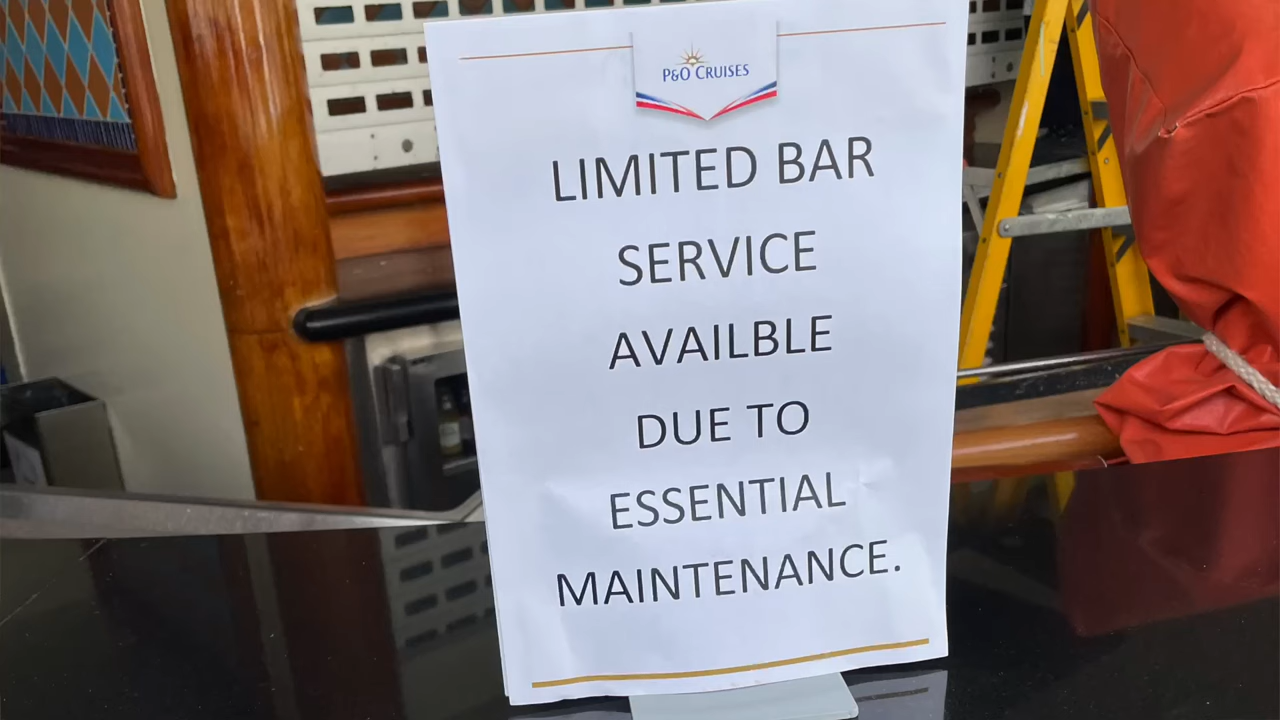 P&O CRUISES
LIMITED BAR
SERVICE
AVAILBLE
DUE TO
ESSENTIAL
MAINTENANCE.